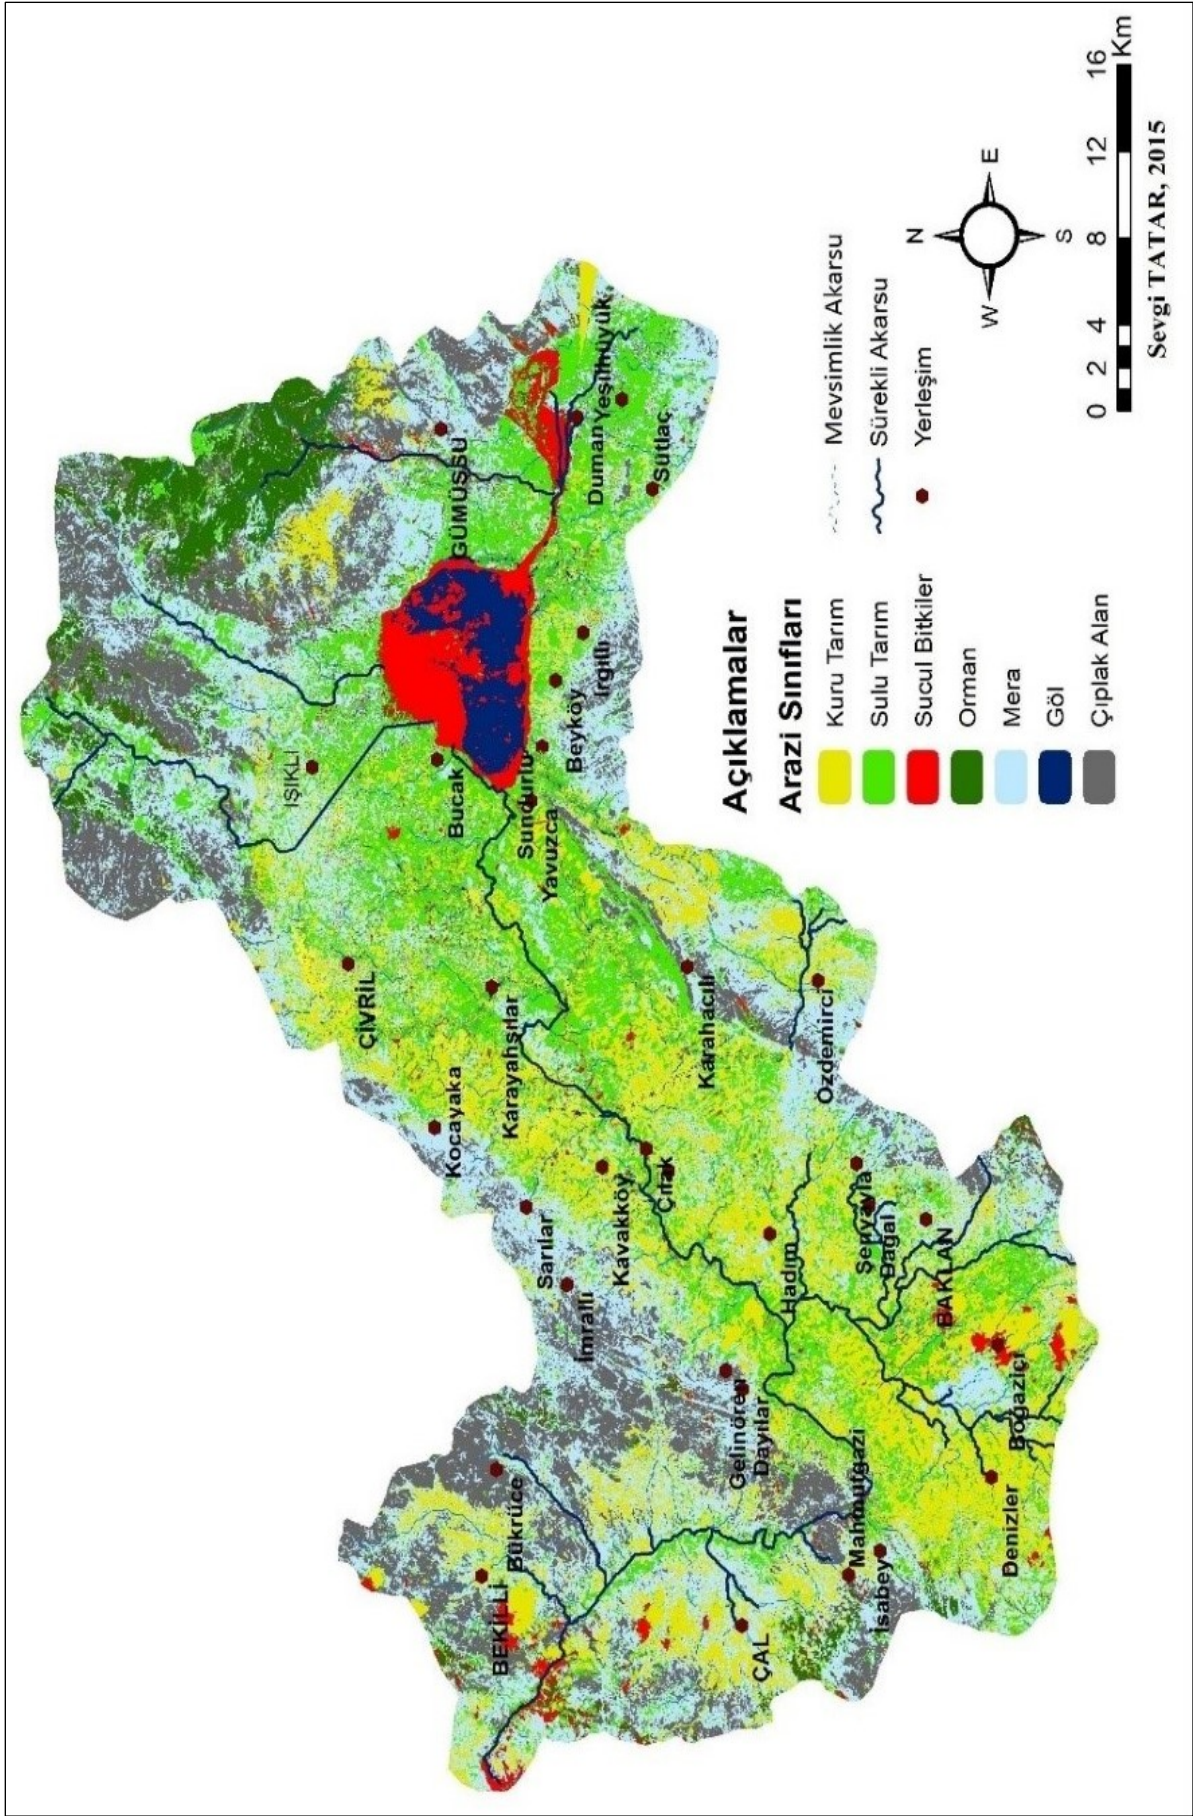 IŞIKLI
ÇİVRİL
Kocayaka
Bucak
GÜMÜŞSU
BEKİLLİ
Bükrüce
Karayahşılar
Sundurlu
Sarılar
Yavuzca
Beyköy
İmrallı
Irgıllı
Duman
Yeşilhüyük
Kavakköy
Çıtak
Sütlaç
Karahacılı
Gelinören
Dayılar
ÇAL
Hadım
Özdemirci
Mahmutgazi
Şenyayla
İsabey
Dağal
BAKLAN
Denizler
Boğaziçi
Açıklamalar
Arazi Sınıfları
Kuru Tarım
Sulu Tarım
Sucul Bitkiler
Orman
Mera
Göl
Çıplak Alan
Mevsimlik Akarsu
Sürekli Akarsu
Yerleşim
N
W E
S
0 2 4 8 12 16
Km
Sevgi TATAR, 2015